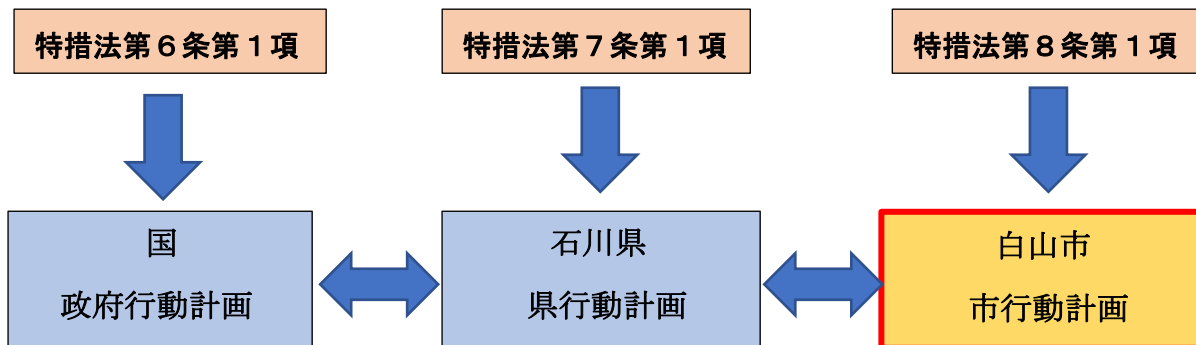 特措法第６条第１項
特措法第７条第１項
特措法第８条第１項
国
政府行動計画
石川県
県行動計画
白山市
市行動計画